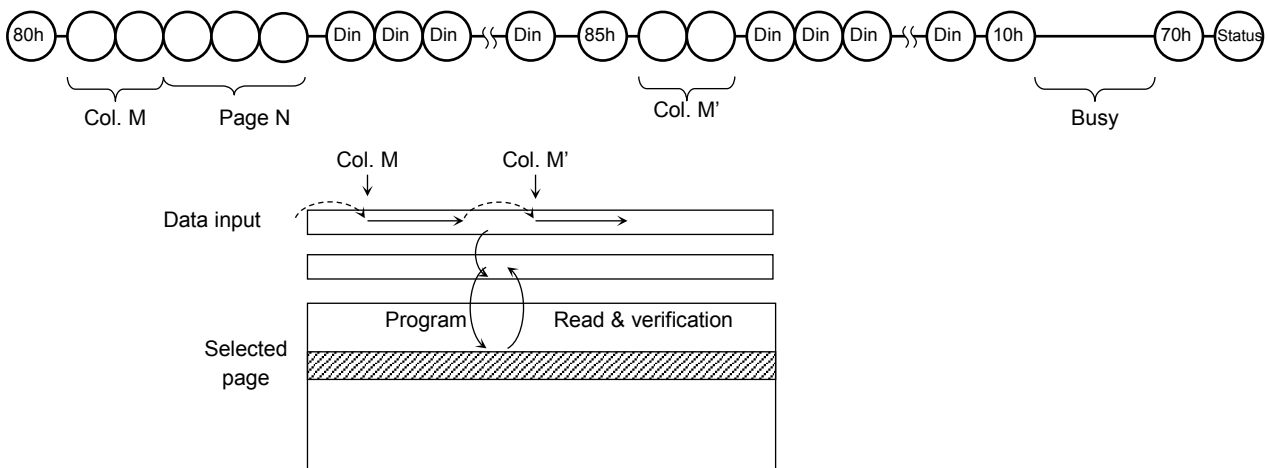 80h Din Din Din Din 85h Din Din Din Din 10h 70h Status
Col. M Page N Col. M’ Busy
Col. M Col. M’
Data input
Program Read & verification
Selected
page